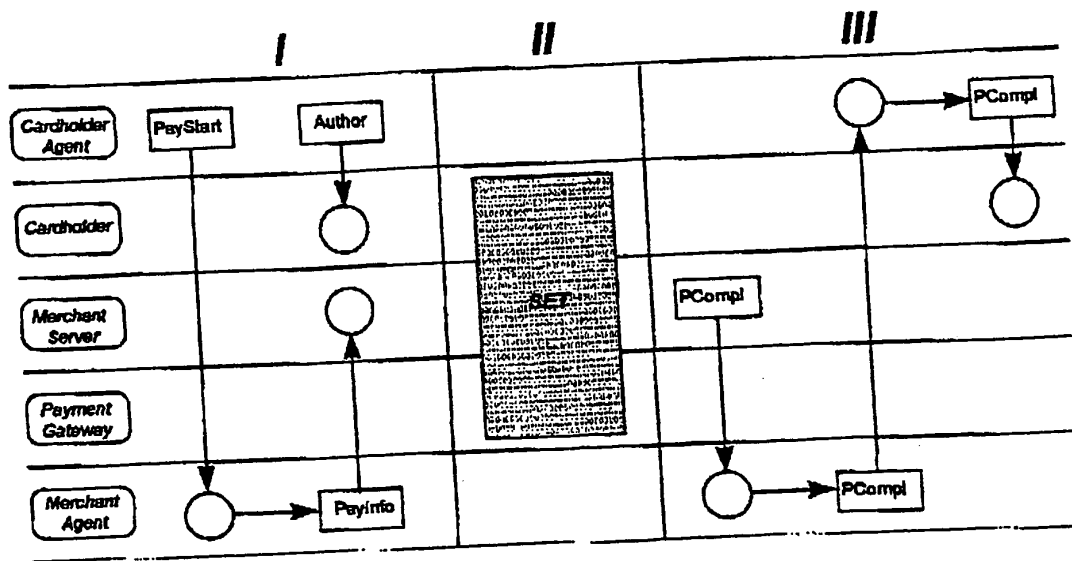 I
II
III
Cardholder
Agent
PayStart
Author
PCompl
Cardholder
Merchant
Server
SET
PCompl
Payment
Gateway
Merchant
Agent
PayInfo
PCompl